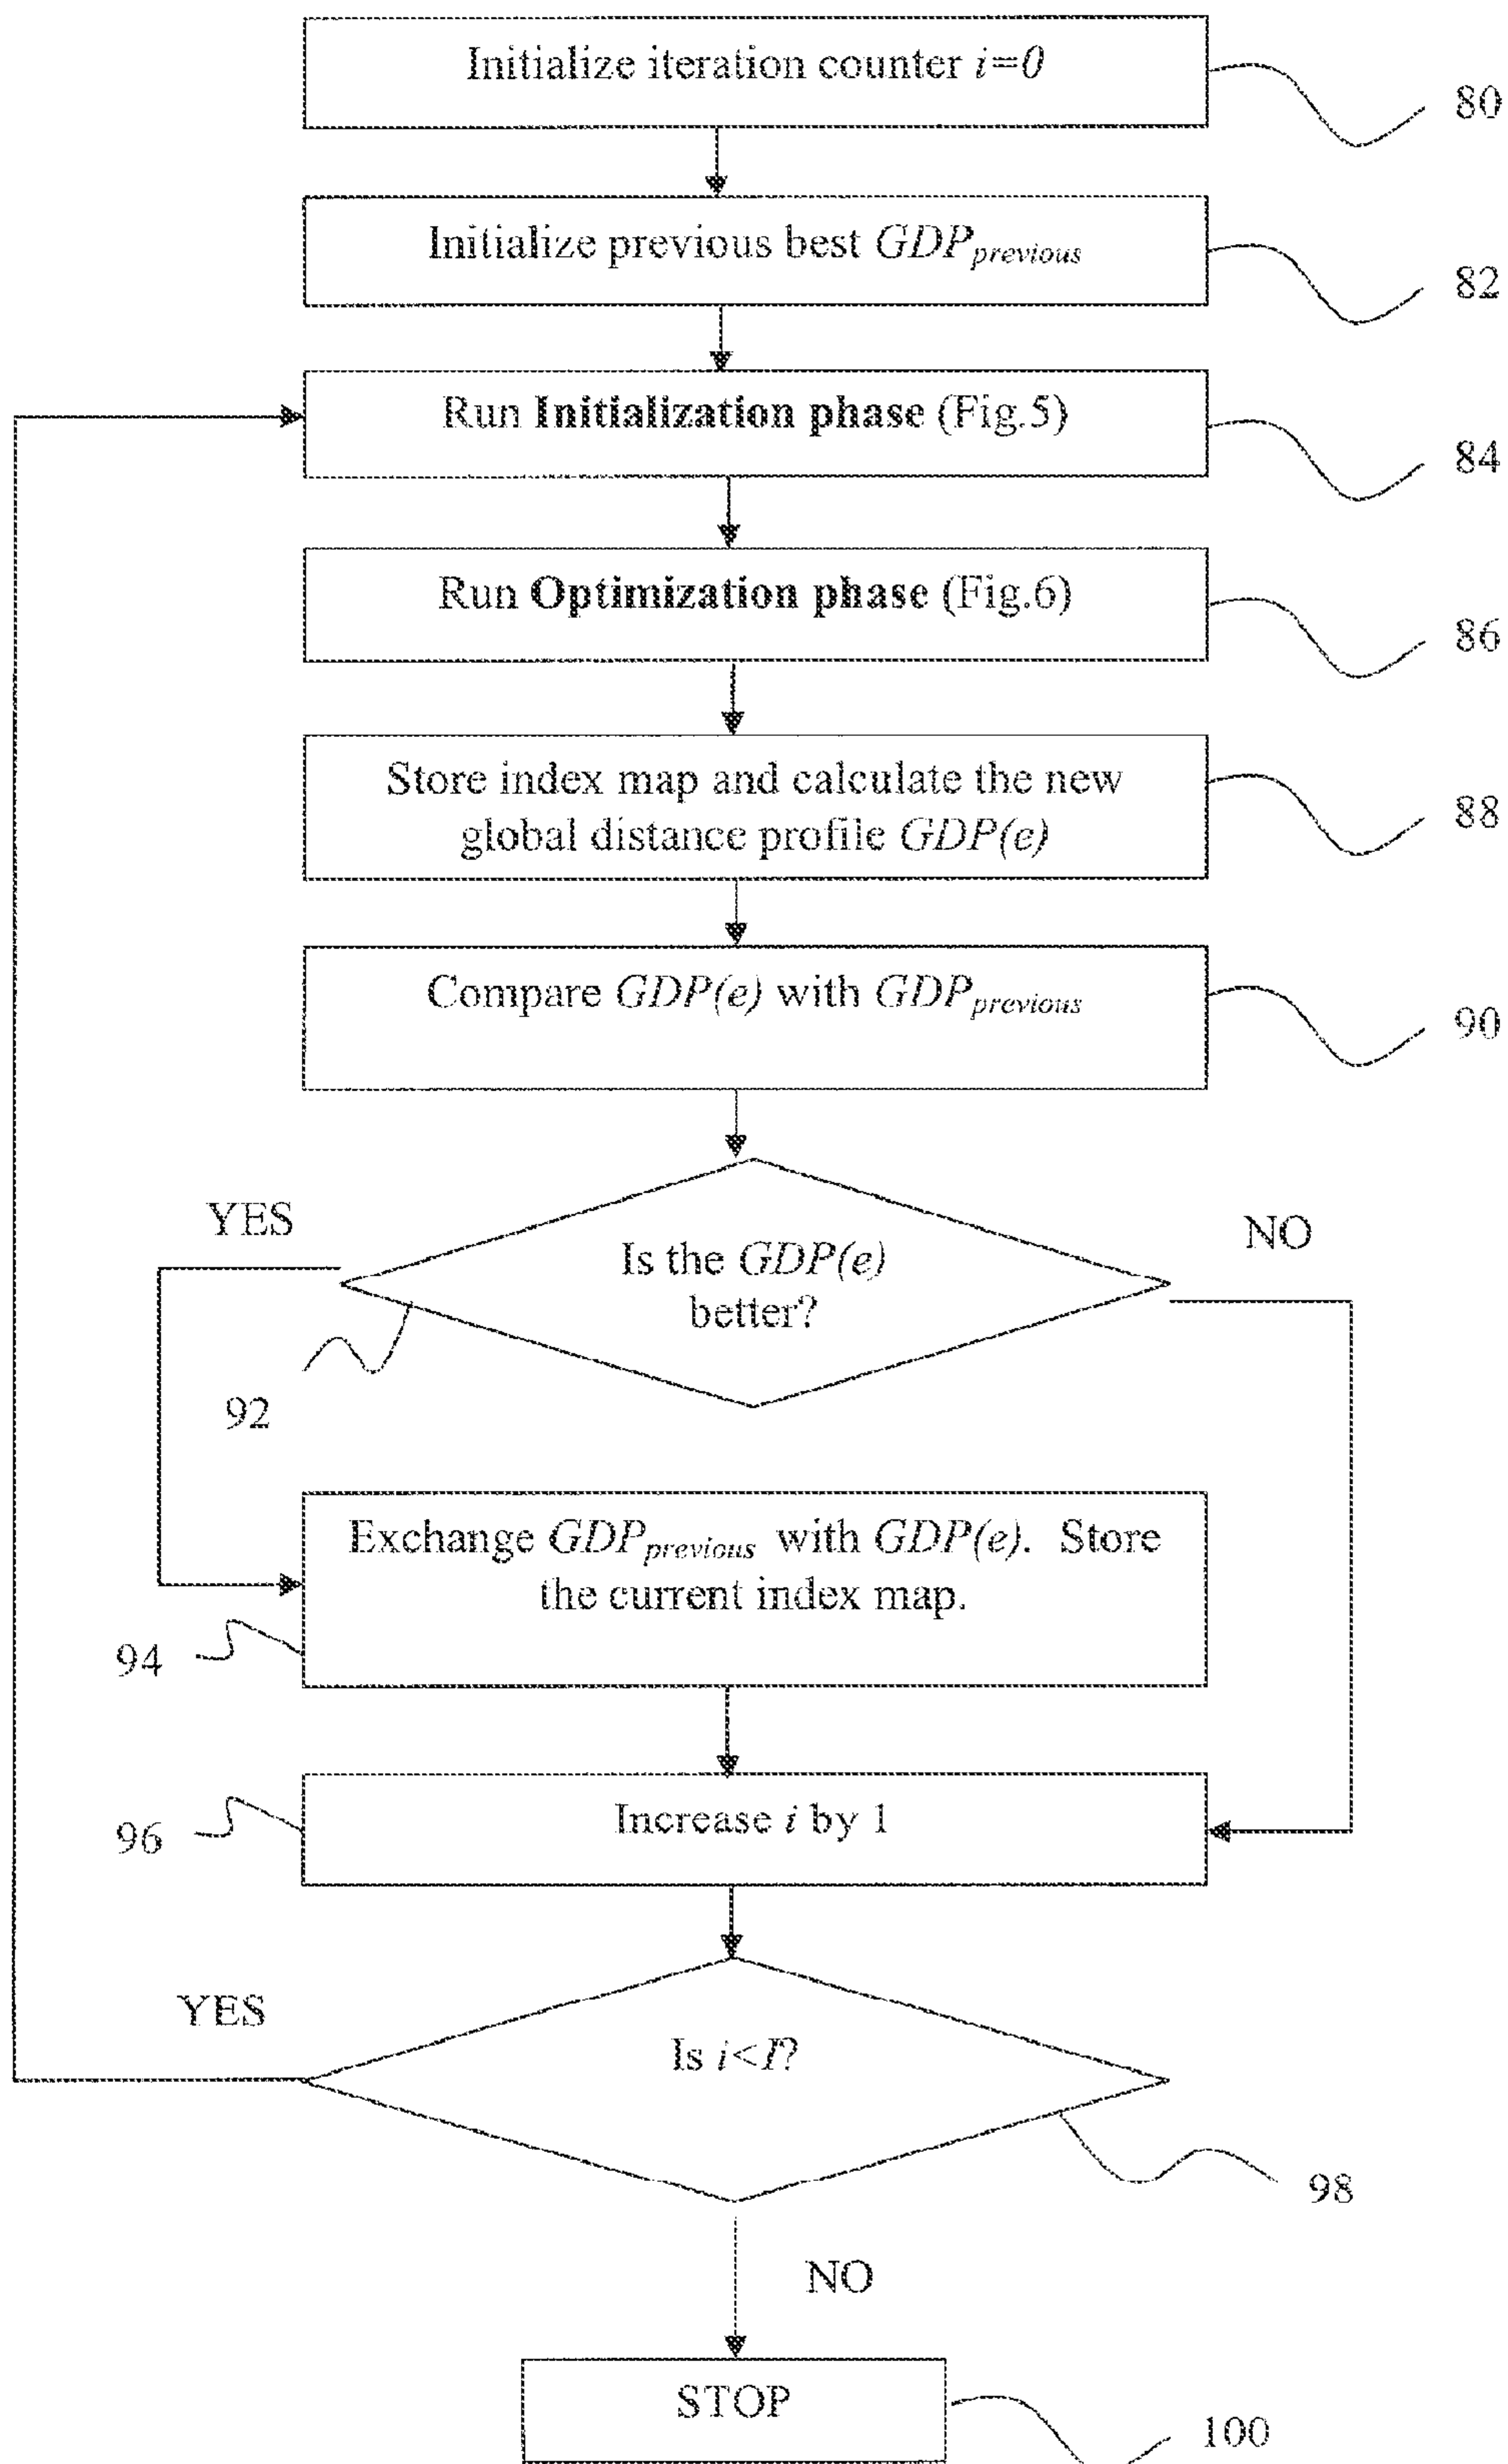 Initialize iteration counter i=0
80
Initialize previous best GDPprevious
82
Run Initialization phase (Fig.5)
84
Run Optimization phase (Fig.6)
86
Store index map and calculate the new
global distance profile GDP(e)
88
Compare GDP(e) with GDPprevious
90
YES
NO
Is the GDP(e)
better?
92
Exchange GDPprevious with GDP(e). Store
the current index map.
94
Increase i by 1
96
YES
Is i<I?
98
NO
STOP
100